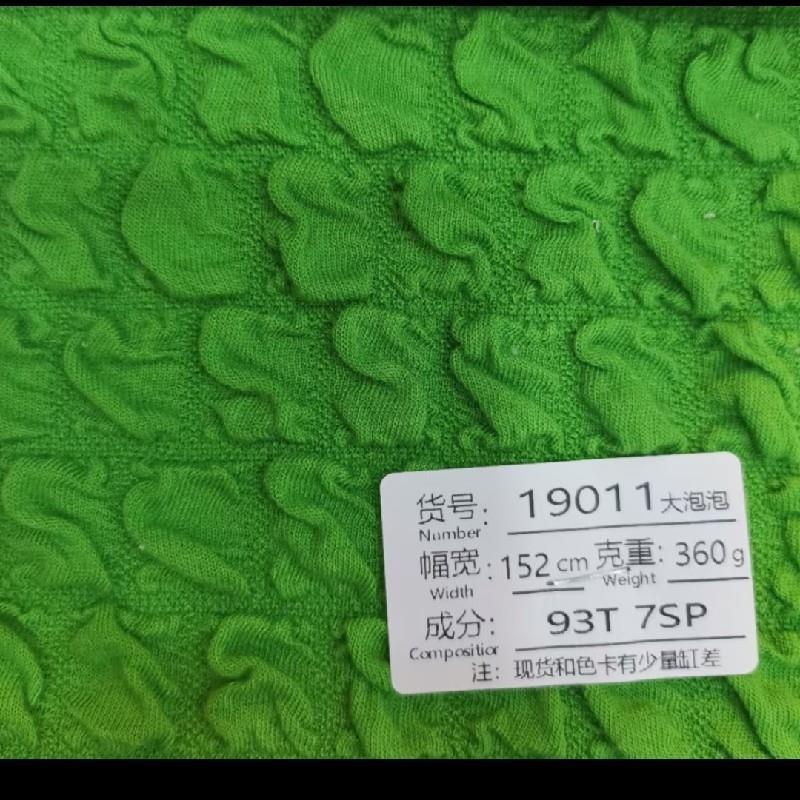 货号: 19011大泡泡
Number
幅宽: 152 cm 克重: 360 g
Width Weight
成分: 93T 7SP
Composition
注: 现货和色卡有少量缸差